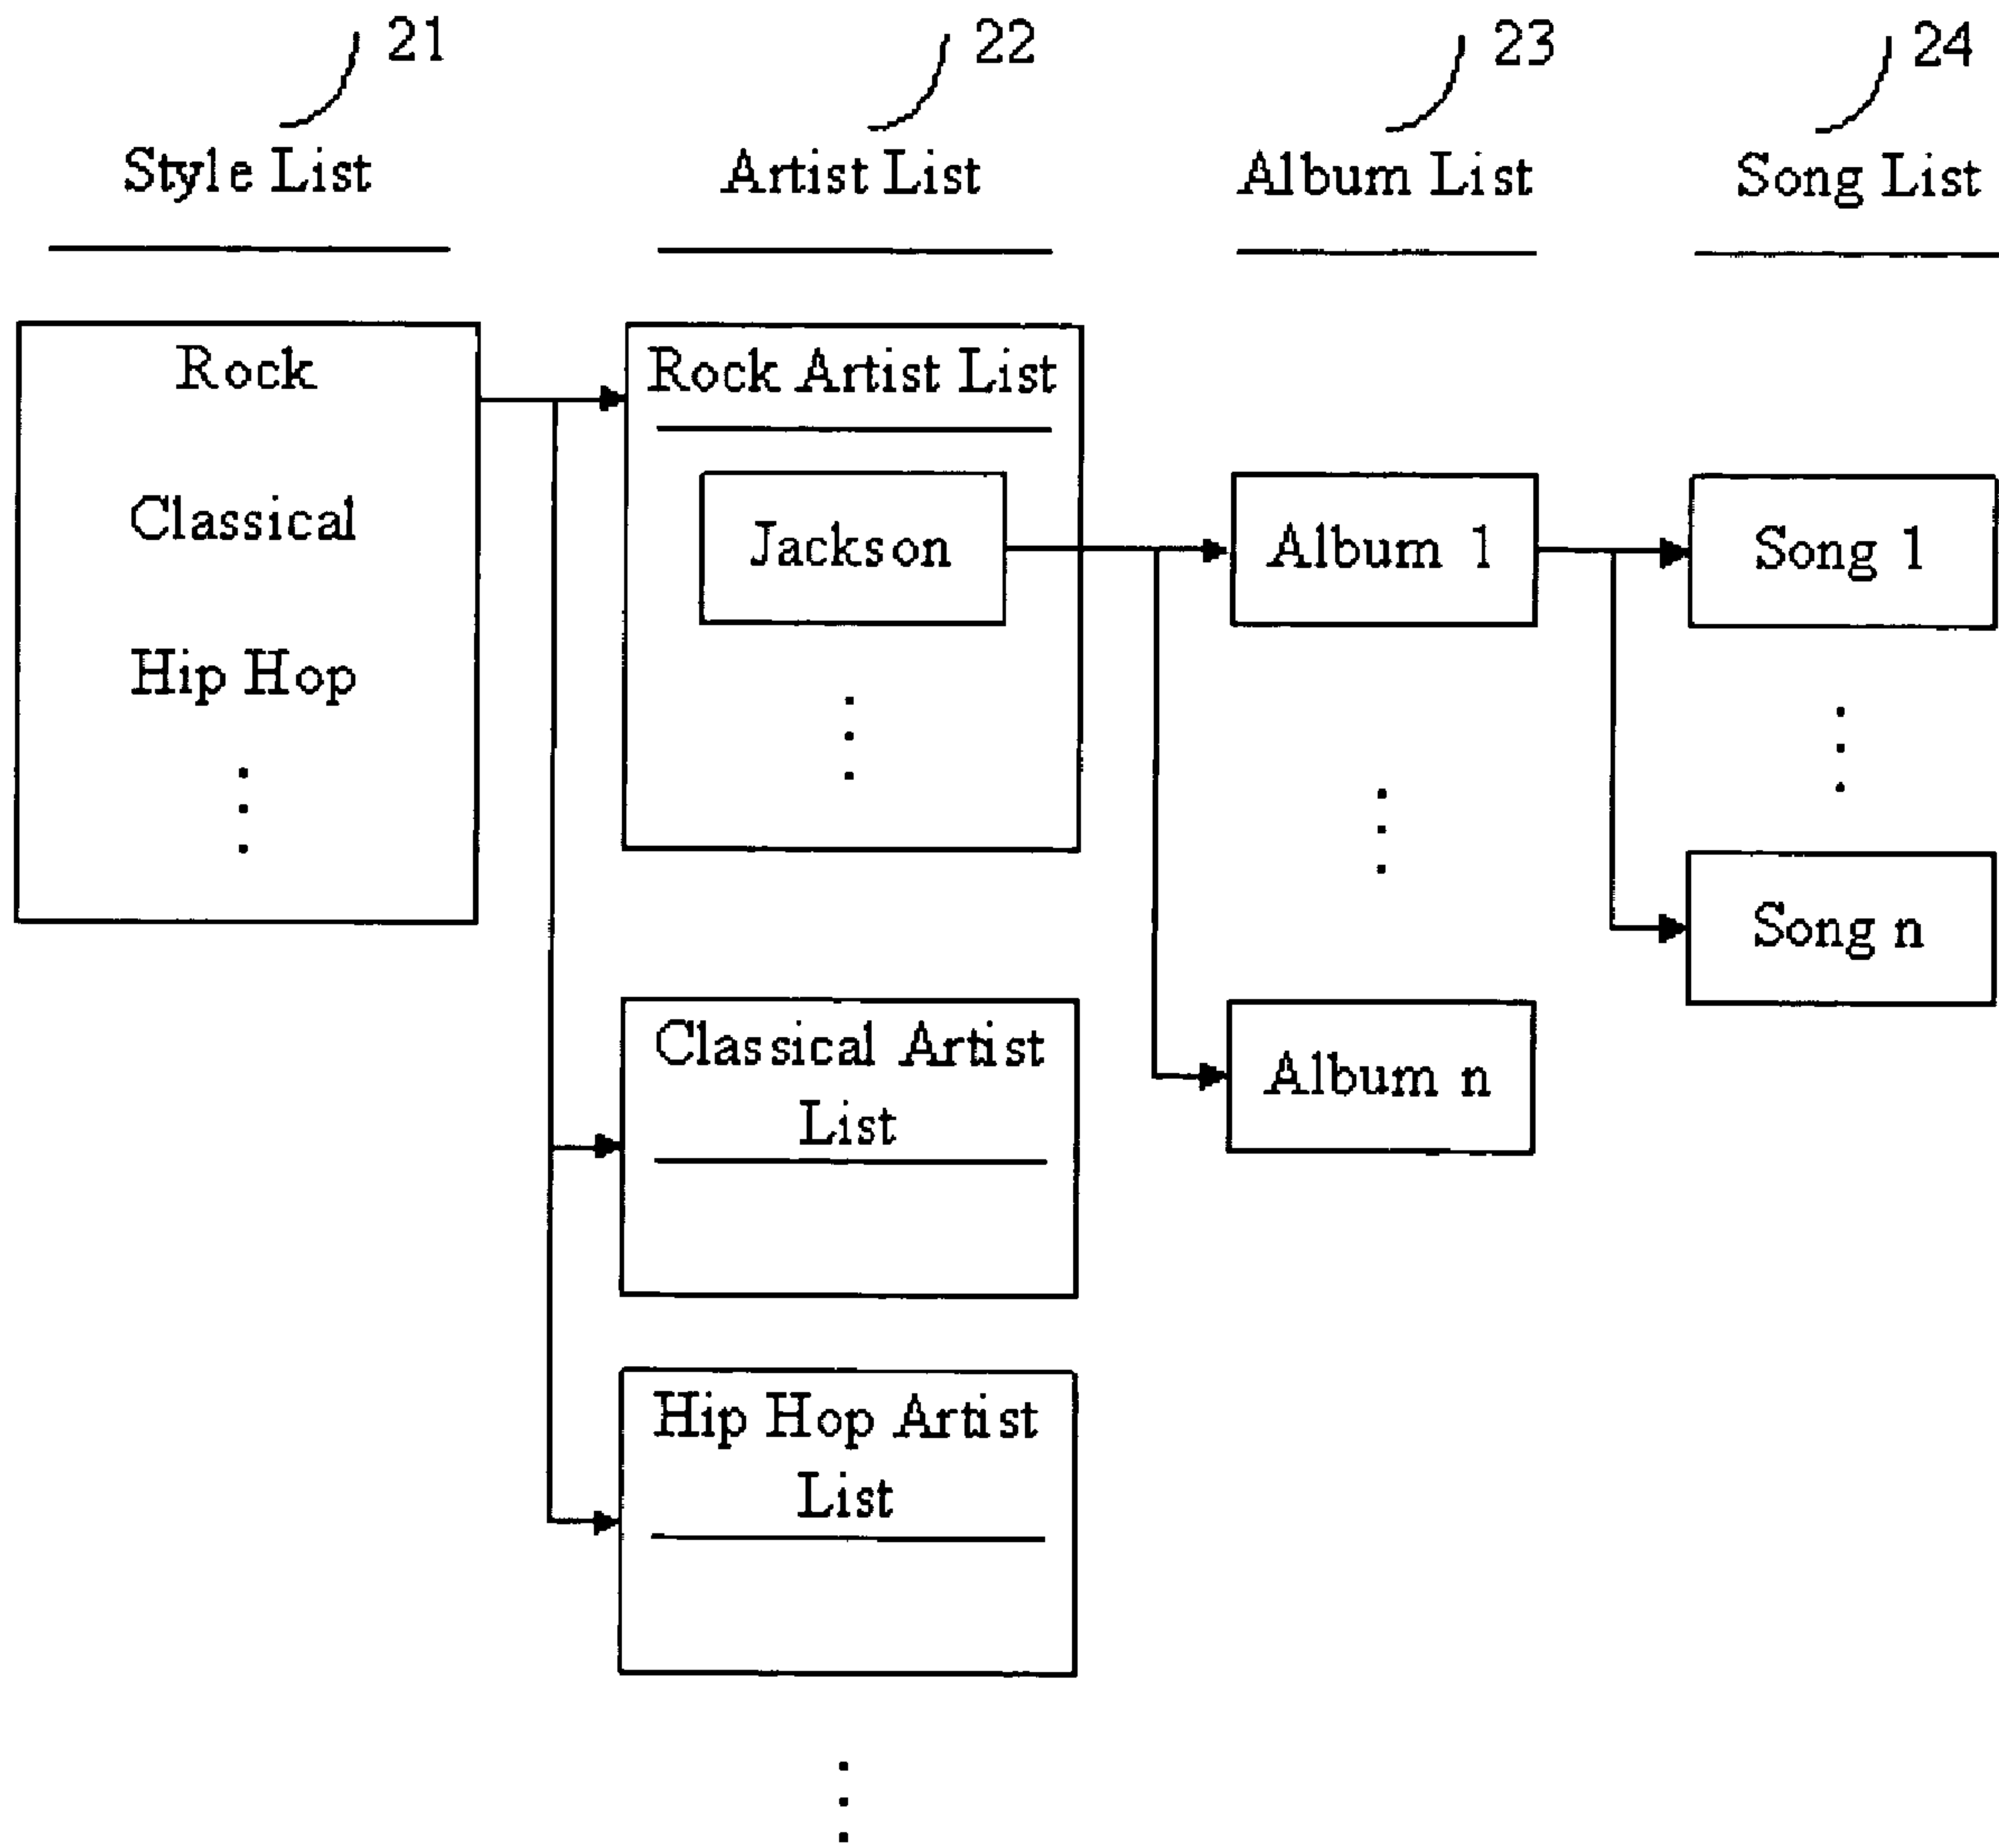 21
22
23
24
Style List
Artist List
Album List
Song List
Rock
Classical
Hip Hop
Rock Artist List
Jackson
Album 1
Song 1
Song n
Album n
Classical Artist
List
Hip Hop Artist
List